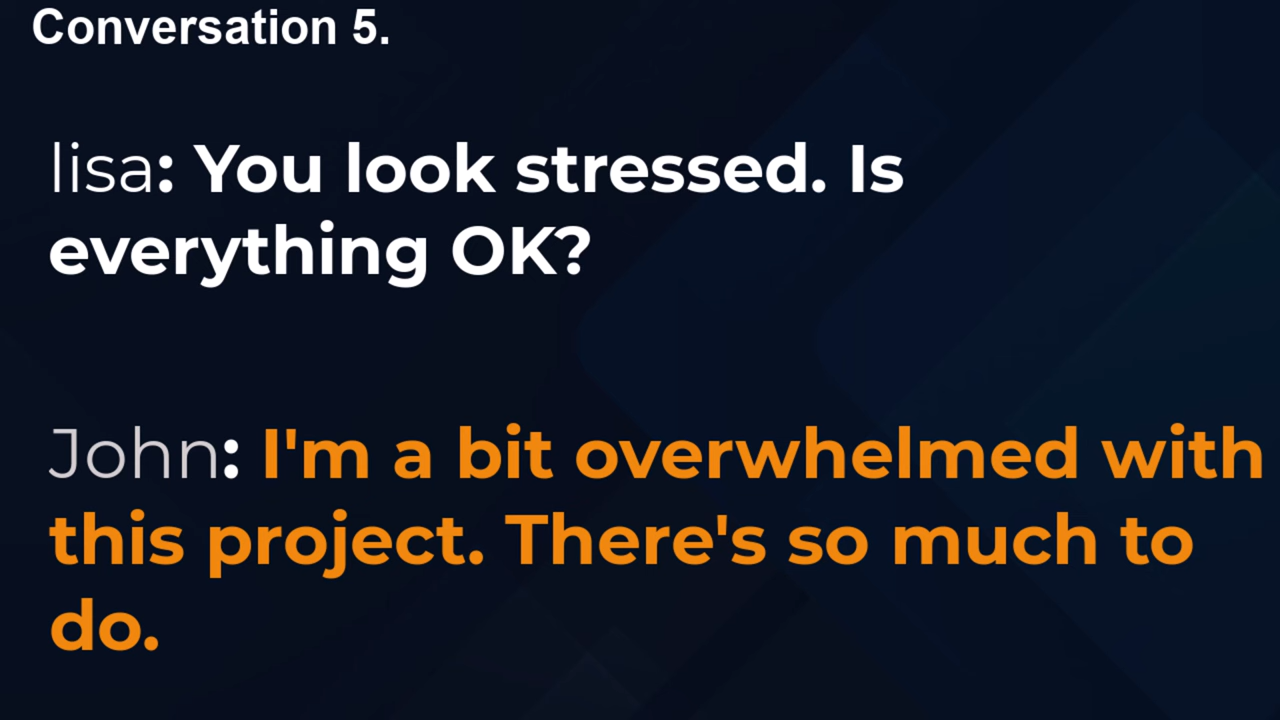 Conversation 5.
lisa: You look stressed. Is
everything OK?
John: I'm a bit overwhelmed with
this project. There's so much to
do.